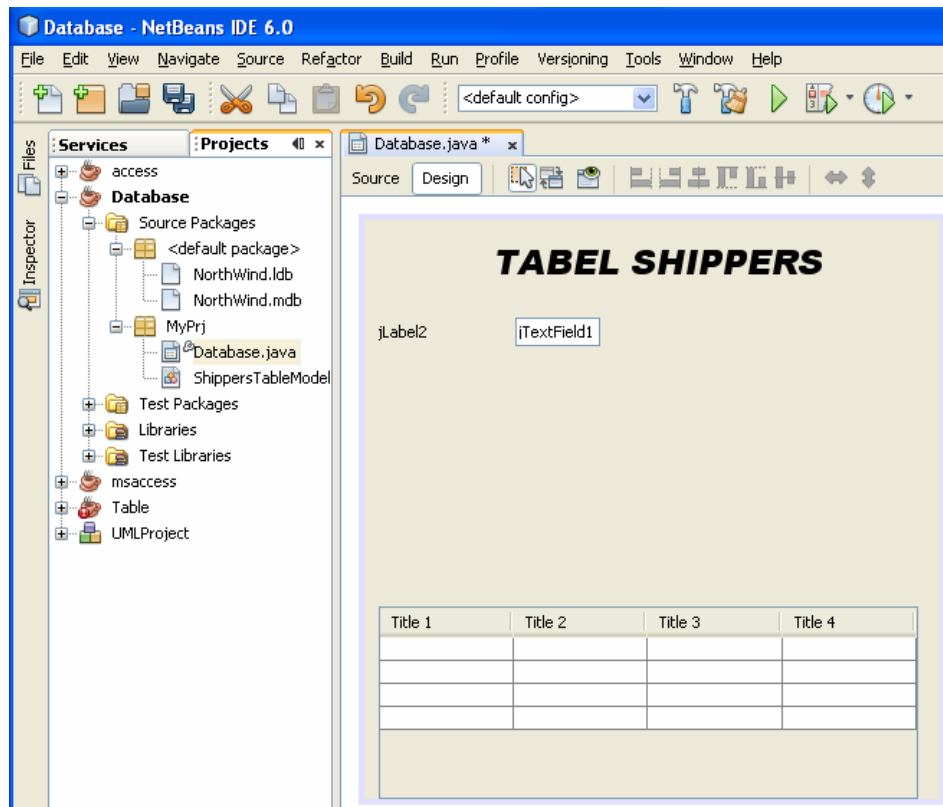 Database - NetBeans IDE 6.0
File Edit View Navigate Source Refactor Build Run Profile Versioning Tools Window Help
<default config>
Files
Inspector
Services
Projects
access
Database
Source Packages
<default package>
NorthWind.ldb
NorthWind.mdb
MyPrj
Database.java
ShippersTableModel
Test Packages
Libraries
Test Libraries
msaccess
Table
UMLProject
Database.java *
Source Design
TABEL SHIPPERS
jLabel2
jTextField1
Title 1 Title 2 Title 3 Title 4